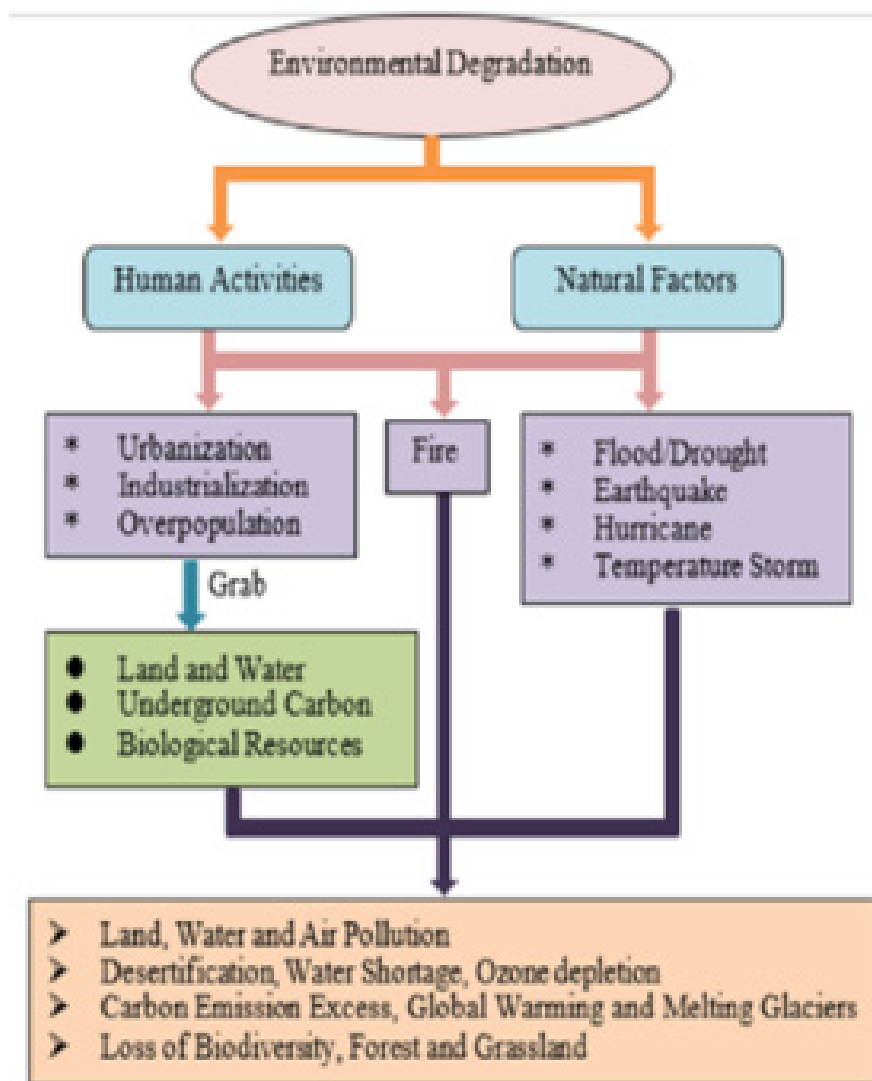 Environmental Degradation
Human Activities
Natural Factors
* Urbanization
* Industrialization
* Overpopulation
Fire
* Flood/Drought
* Earthquake
* Hurricane
* Temperature Storm
Grab
● Land and Water
● Underground Carbon
● Biological Resources
➢ Land, Water and Air Pollution
➢ Desertification, Water Shortage, Ozone depletion
➢ Carbon Emission Excess, Global Warming and Melting Glaciers
➢ Loss of Biodiversity, Forest and Grassland